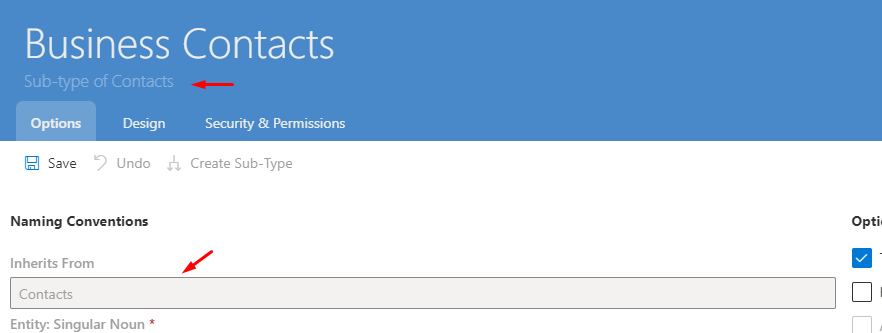 Business Contacts
Sub-type of Contacts
Options Design Security & Permissions
Save Undo Create Sub-Type
Naming Conventions
Inherits From
Contacts
Entity: Singular Noun *